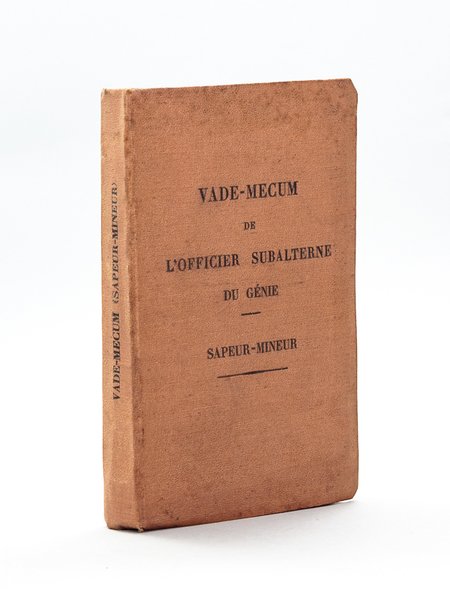 VADE-MECUM (SAPEUR-MINEUR)
VADE-MECUM
DE
L'OFFICIER SUBALTERNE
DU GÉNIE
SAPEUR-MINEUR